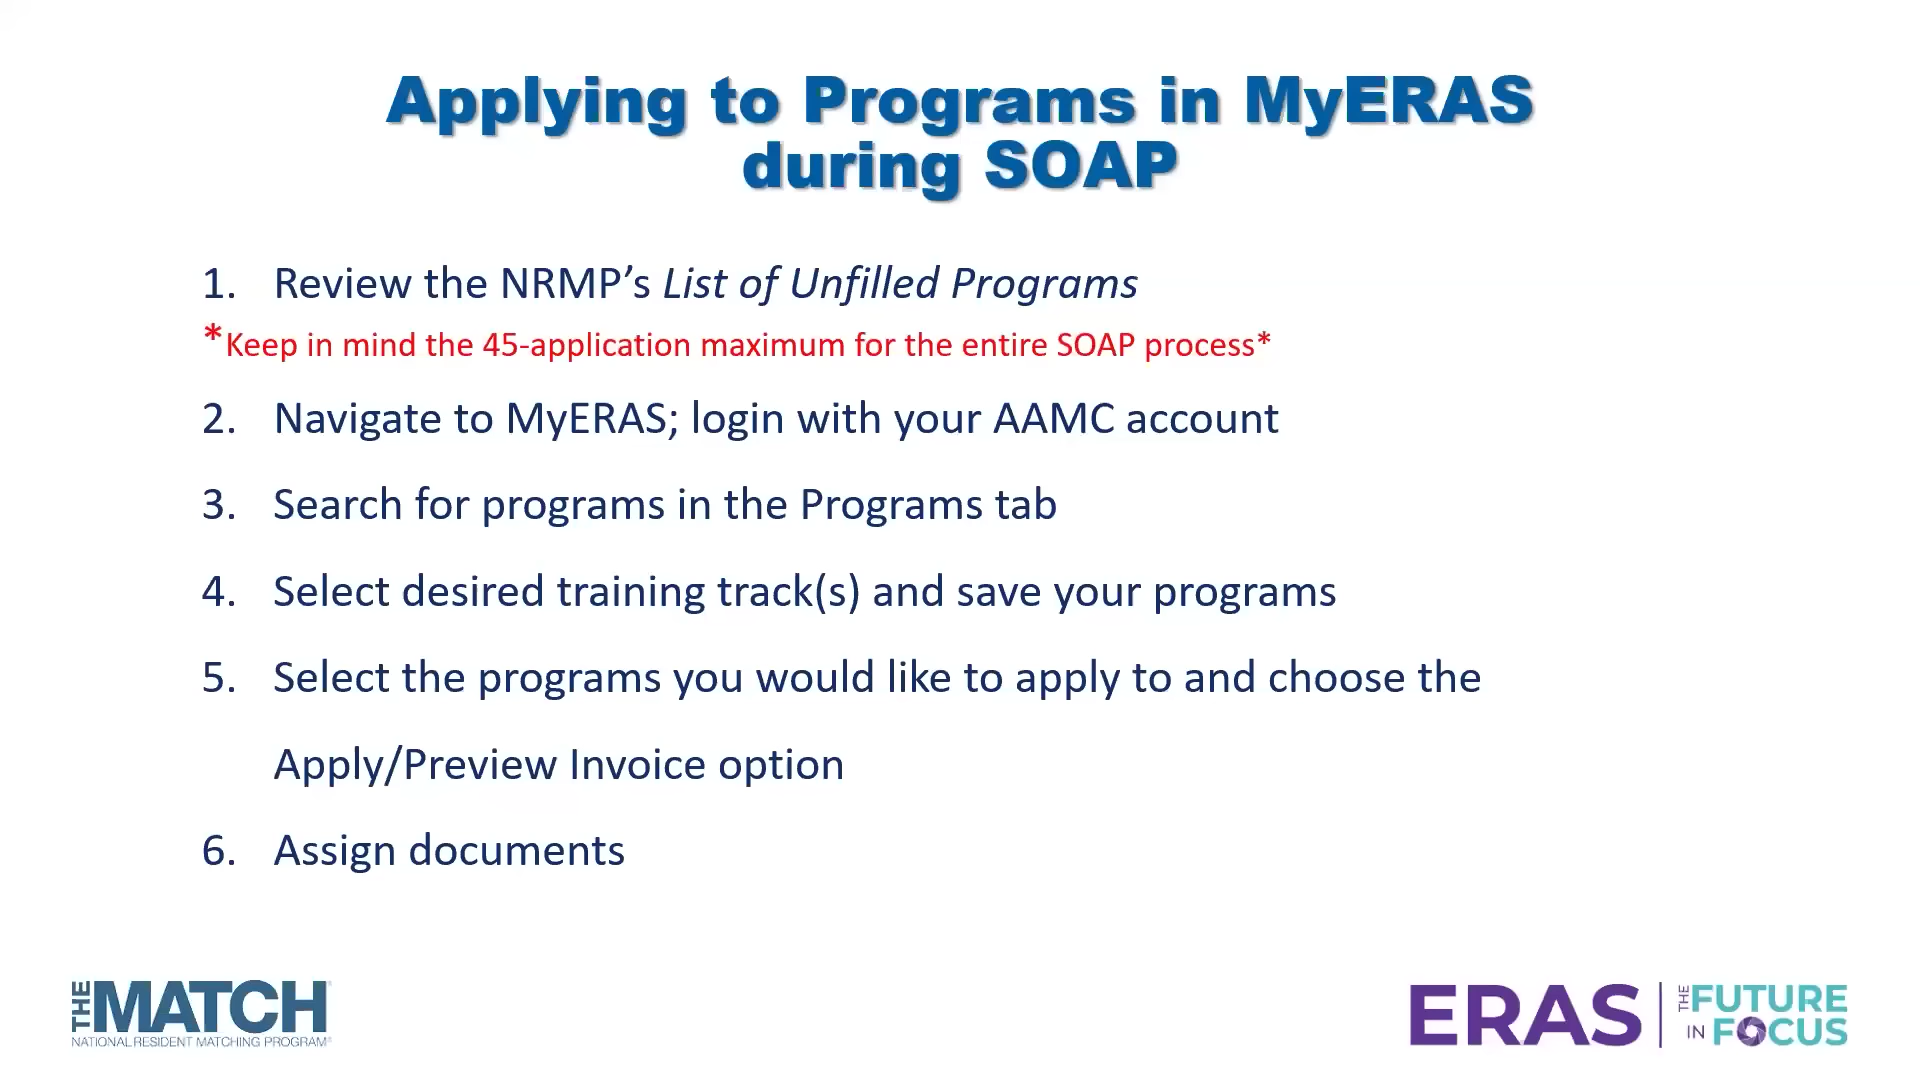 Applying to Programs in MyERAS
during SOAP
1. Review the NRMP’s List of Unfilled Programs
*Keep in mind the 45-application maximum for the entire SOAP process*
2. Navigate to MyERAS; login with your AAMC account
3. Search for programs in the Programs tab
4. Select desired training track(s) and save your programs
5. Select the programs you would like to apply to and choose the
Apply/Preview Invoice option
6. Assign documents
THE MATCH
NATIONAL RESIDENT MATCHING PROGRAM®
ERAS
THE FUTURE
IN FOCUS